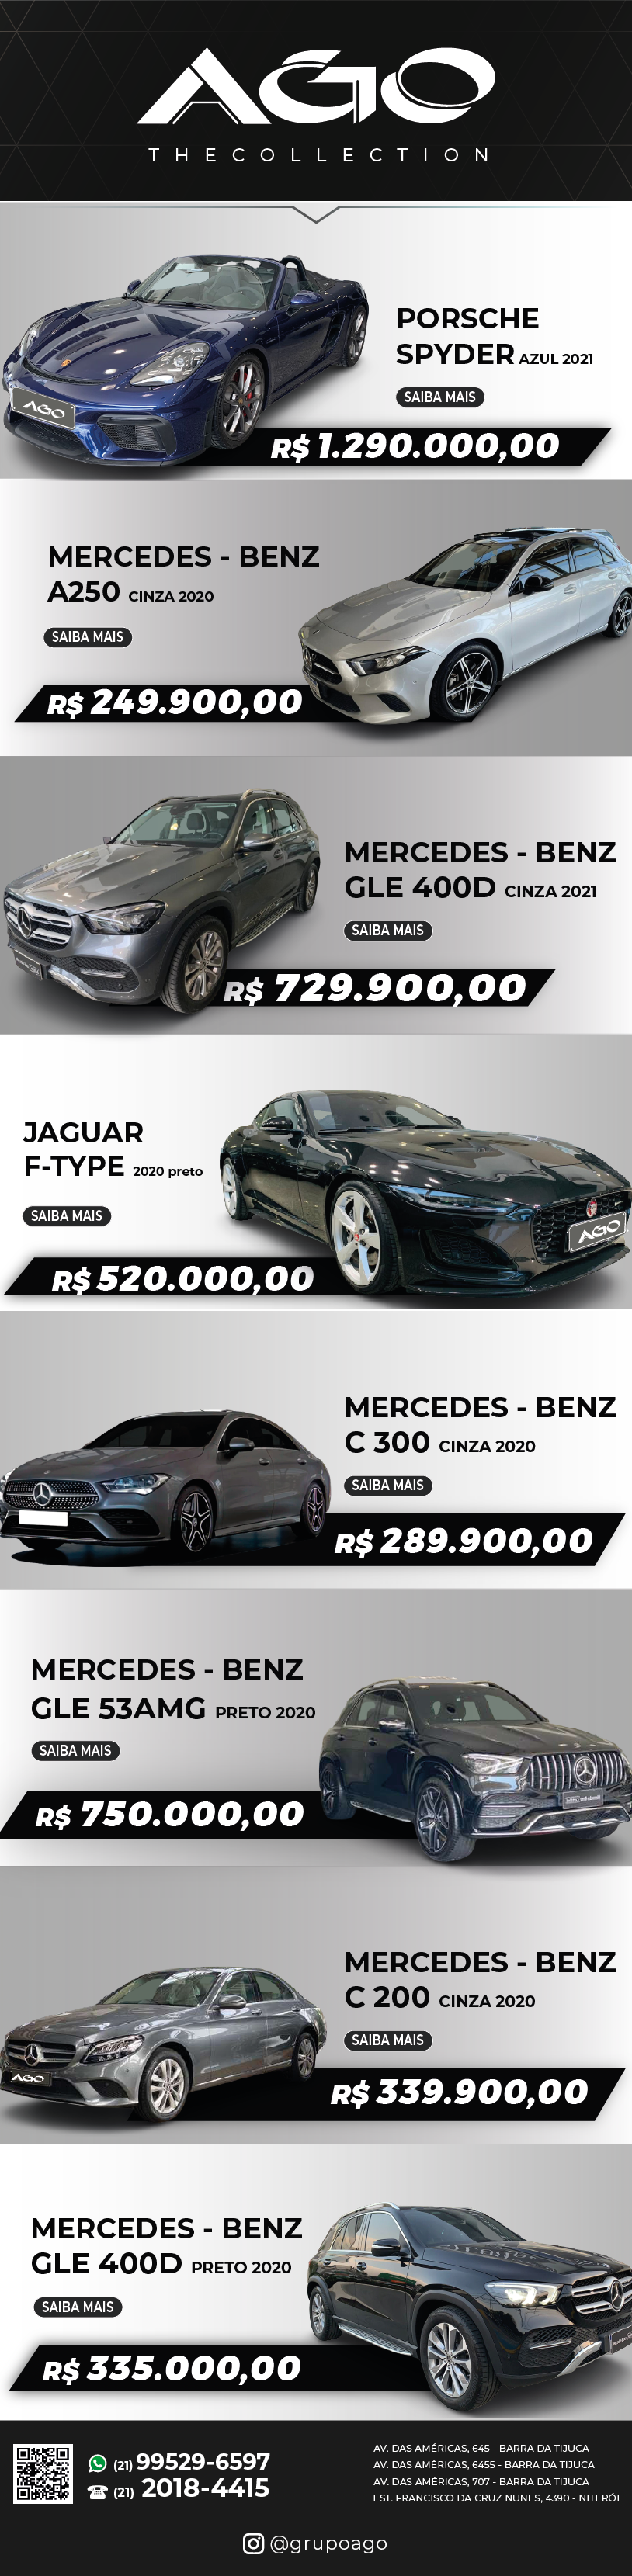 AGO
THECOLLECTION
PORSCHE
SPYDER AZUL 2021
SAIBA MAIS
AGO
R$ 1.290.000,00
MERCEDES - BENZ
A250 CINZA 2020
SAIBA MAIS
R$ 249.900,00
MERCEDES - BENZ
GLE 400D CINZA 2021
SAIBA MAIS
R$ 729.900,00
JAGUAR
F-TYPE 2020 preto
SAIBA MAIS
AGO
R$ 520.000,00
MERCEDES - BENZ
C 300 CINZA 2020
SAIBA MAIS
R$ 289.900,00
MERCEDES - BENZ
GLE 53AMG PRETO 2020
SAIBA MAIS
R$ 750.000,00
MERCEDES - BENZ
C 200 CINZA 2020
SAIBA MAIS
AGO
R$ 339.900,00
MERCEDES - BENZ
GLE 400D PRETO 2020
SAIBA MAIS
R$ 335.000,00
(21) 99529-6597
(21) 2018-4415
AV. DAS AMÉRICAS, 645 - BARRA DA TIJUCA
AV. DAS AMÉRICAS, 6455 - BARRA DA TIJUCA
AV. DAS AMÉRICAS, 707 - BARRA DA TIJUCA
EST. FRANCISCO DA CRUZ NUNES, 4390 - NITERÓI
@grupoago